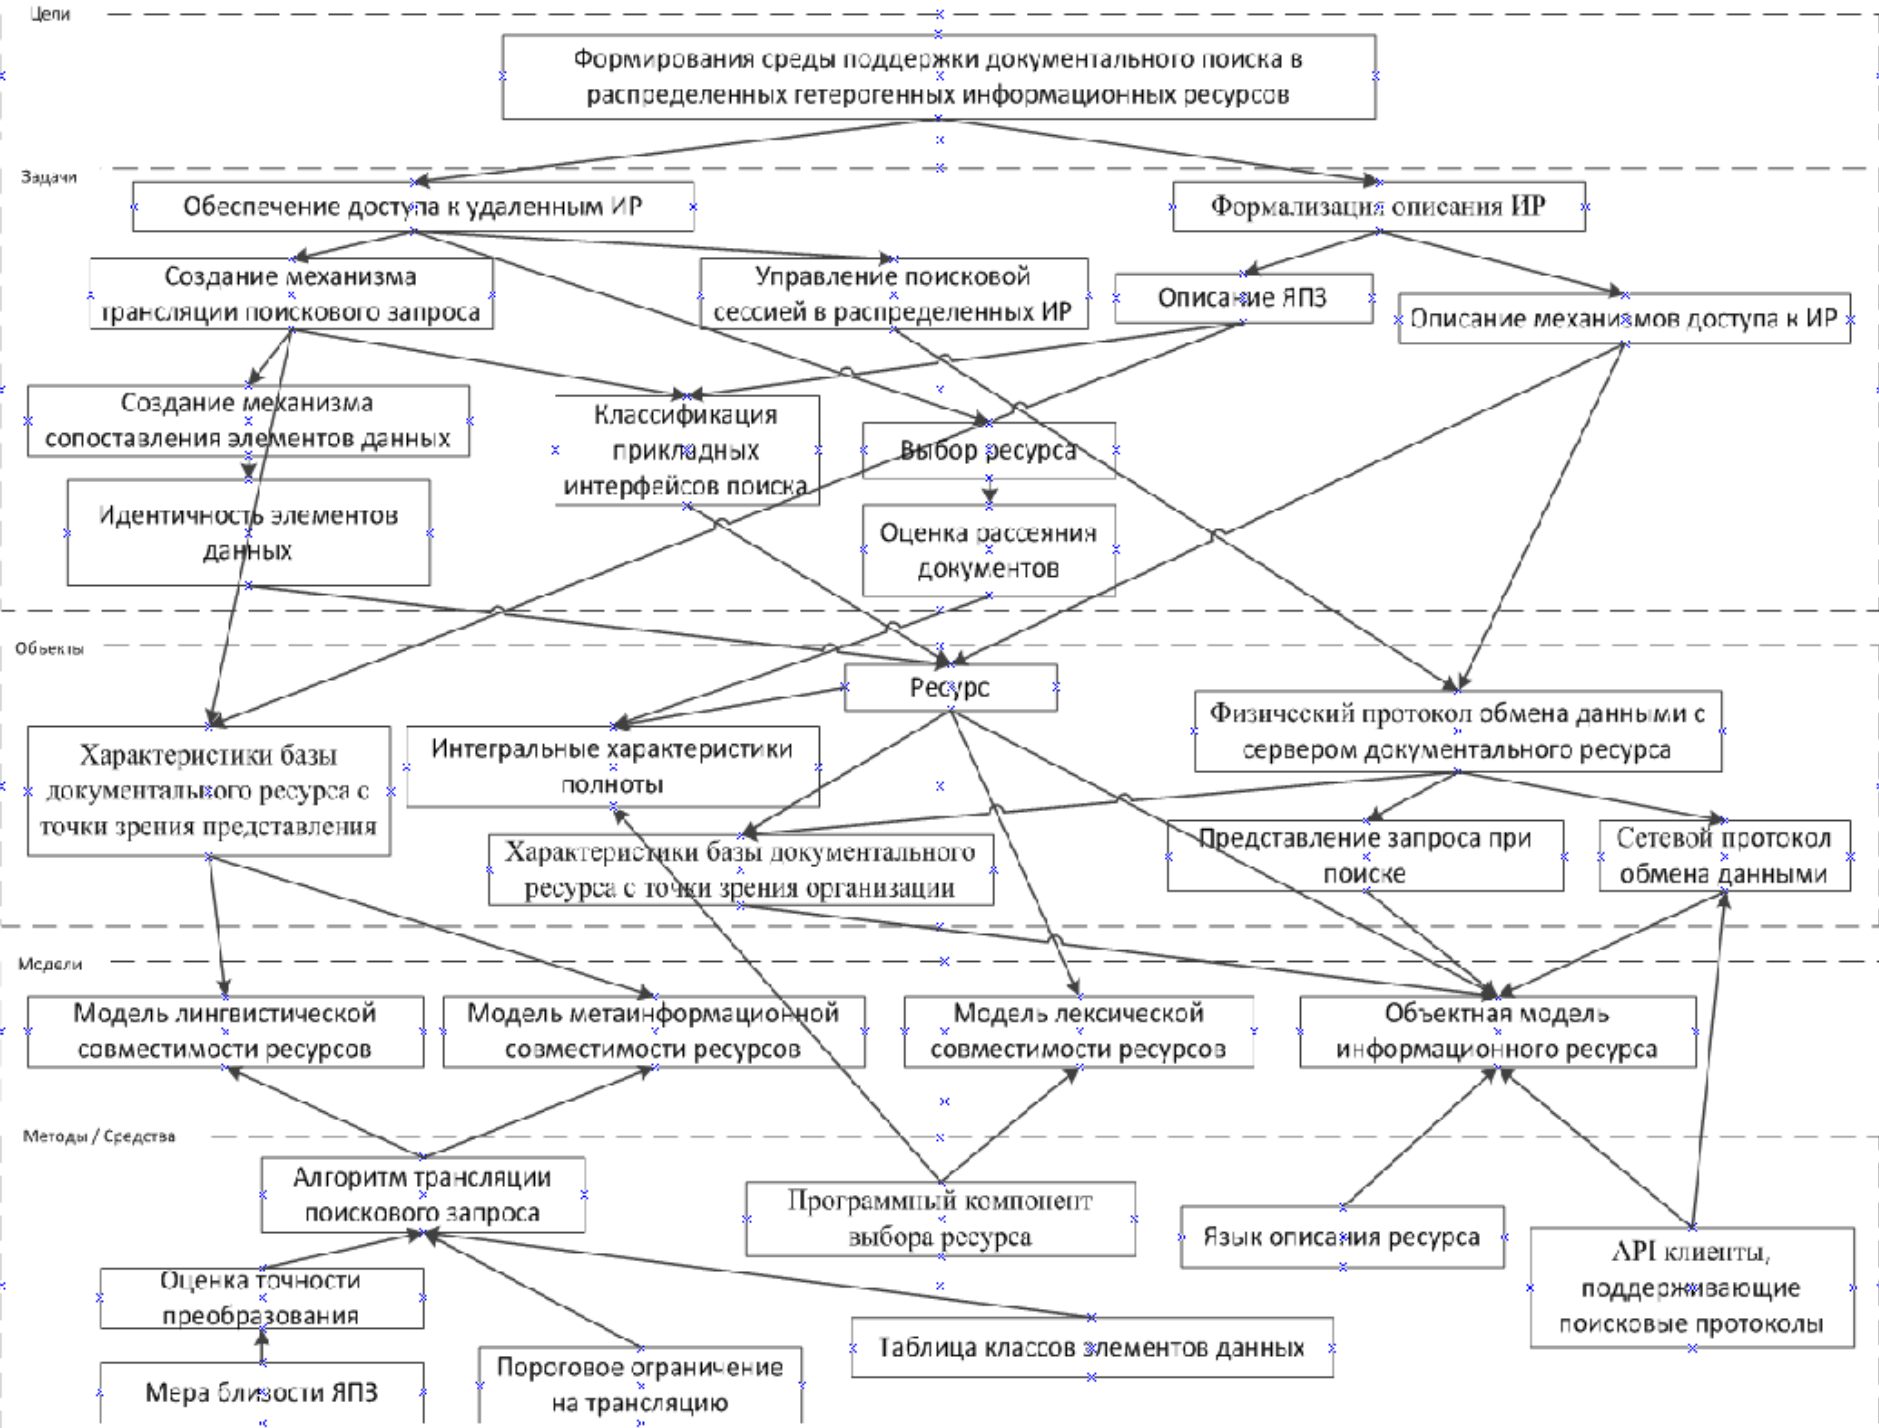 Цели
Формирования среды поддержки документального поиска в
распределенных гетерогенных информационных ресурсов
Задачи
Обеспечение доступа к удаленным ИР
Формализация описания ИР
Создание механизма
трансляции поискового запроса
Управление поисковой
сессией в распределенных ИР
Описание ЯПЗ
Описание механизмов доступа к ИР
Создание механизма
сопоставления элементов данных
Классификация
прикладных
интерфейсов поиска
Выбор ресурса
Идентичность элементов
данных
Оценка рассеяния
документов
Объекты
Ресурс
Физический протокол обмена данными с
сервером документального ресурса
Характеристики базы
документального ресурса с
точки зрения представления
Интегральные характеристики
полноты
Характеристики базы документального
ресурса с точки зрения организации
Представление запроса при
поиске
Сетевой протокол
обмена данными
Модели
Модель лингвистической
совместимости ресурсов
Модель метаинформационной
совместимости ресурсов
Модель лексической
совместимости ресурсов
Объектная модель
информационного ресурса
Методы / Средства
Алгоритм трансляции
поискового запроса
Программный компонент
выбора ресурса
Язык описания ресурса
API клиенты,
поддерживающие
поисковые протоколы
Оценка точности
преобразования
Таблица классов элементов данных
Мера близости ЯПЗ
Пороговое ограничение
на трансляцию